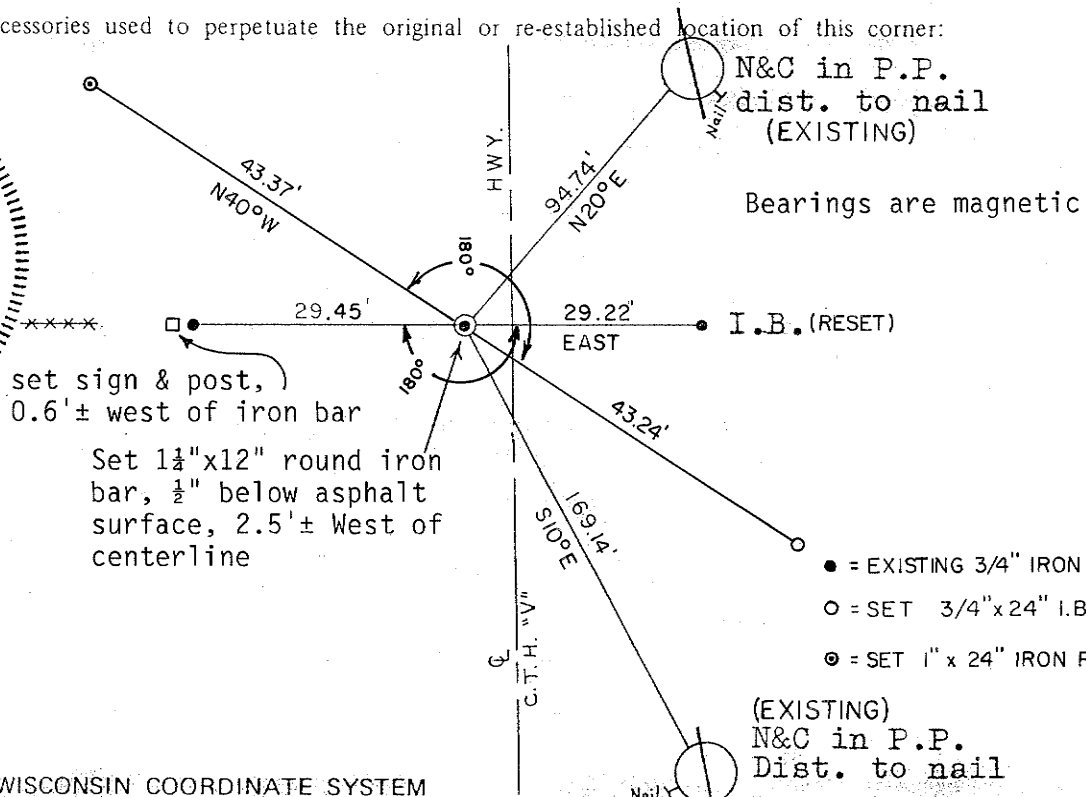 cessories used to perpetuate the original or re-established location of this corner:
N&C in P.P.
dist. to nail
(EXISTING)
Nail
HWY.
43.37'
N40°W
94.74'
N20°E
Bearings are magnetic
180°
29.45'
29.22'
EAST
I.B. (RESET)
××××
180°
set sign & post,
0.6'± west of iron bar
43.24'
Set 1¼"x12" round iron
bar, ½" below asphalt
surface, 2.5'± West of
centerline
169.14'
S10°E
● = EXISTING 3/4" IRON
○ = SET 3/4"x24" I.B
◉ = SET 1" x 24" IRON P
℄
C.T.H. "V"
(EXISTING)
N&C in P.P.
Dist. to nail
Nail
WISCONSIN COORDINATE SYSTEM